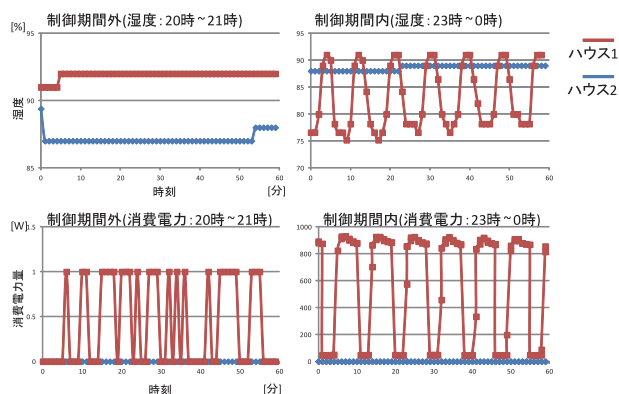 制御期間外(湿度:20時~21時)
[%]
95
90
85
湿度
0 10 20 30 40 50 60
時刻
[分]
制御期間内(湿度:23時~0時)
95
90
85
80
75
70
0 10 20 30 40 50 60
ハウス1
ハウス2
制御期間外(消費電力:20時~21時)
[W]
1.5
1
0.5
0
消費電力量
0 10 20 30 40 50 60
時刻
[分]
制御期間内(消費電力:23時~0時)
1000
800
600
400
200
0
0 10 20 30 40 50 60